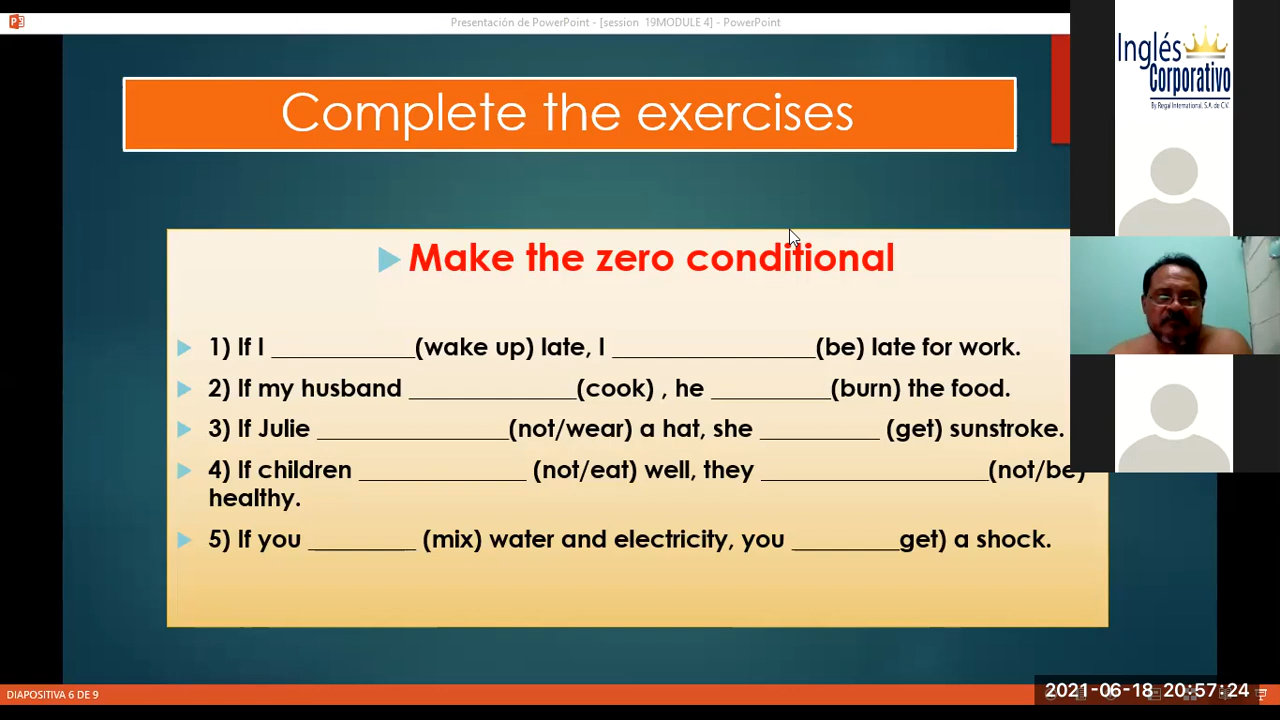 Presentación de PowerPoint - [session 19MODULE 4] - PowerPoint
Inglés
Corporativo
By Regal International, S.A. de C.V.
Complete the exercises
Make the zero conditional
1) If I ___________(wake up) late, I ________________(be) late for work.
2) If my husband _____________(cook) , he _________(burn) the food.
3) If Julie _______________(not/wear) a hat, she _________ (get) sunstroke.
4) If children _____________ (not/eat) well, they __________________(not/be)
healthy.
5) If you ________ (mix) water and electricity, you ________get) a shock.
DIAPOSITIVA 6 DE 9
2021-06-18 20:57:24